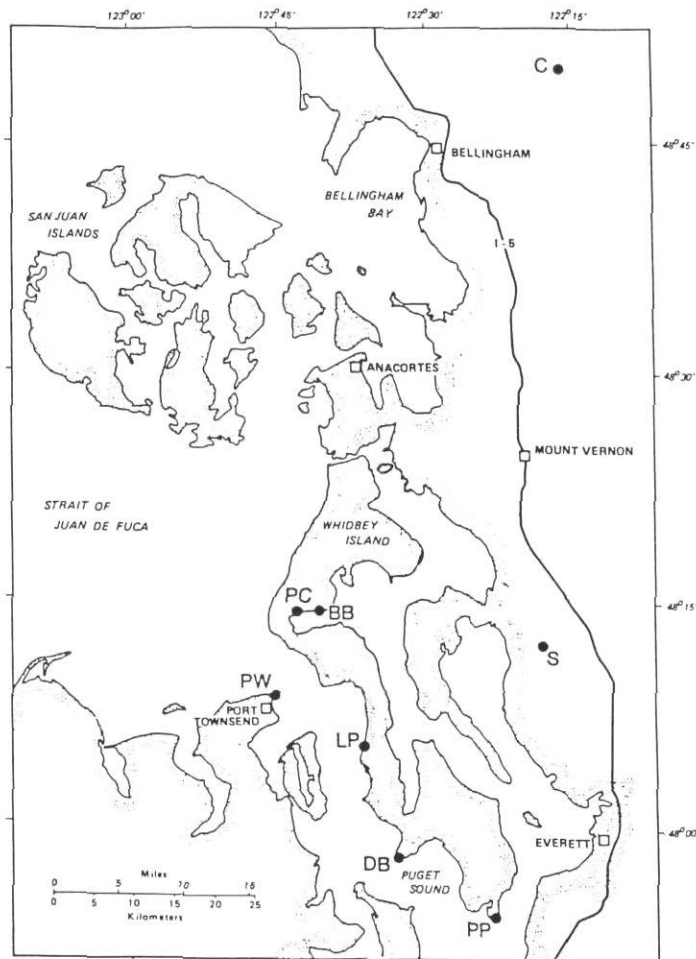 123° 00' 122° 45' 122° 30' 122° 15'
C
48° 45'
BELLINGHAM
BELLINGHAM
BAY
SAN JUAN
ISLANDS
I-5
ANACORTES
48° 30'
MOUNT VERNON
STRAIT OF
JUAN DE FUCA
WHIDBEY
ISLAND
PC
BB
48° 15'
S
PW
PORT
TOWNSEND
LP
48° 00'
EVERETT
DB
PUGET
SOUND
PP
Miles
0 5 10 15
0 5 10 15 20 25
Kilometers